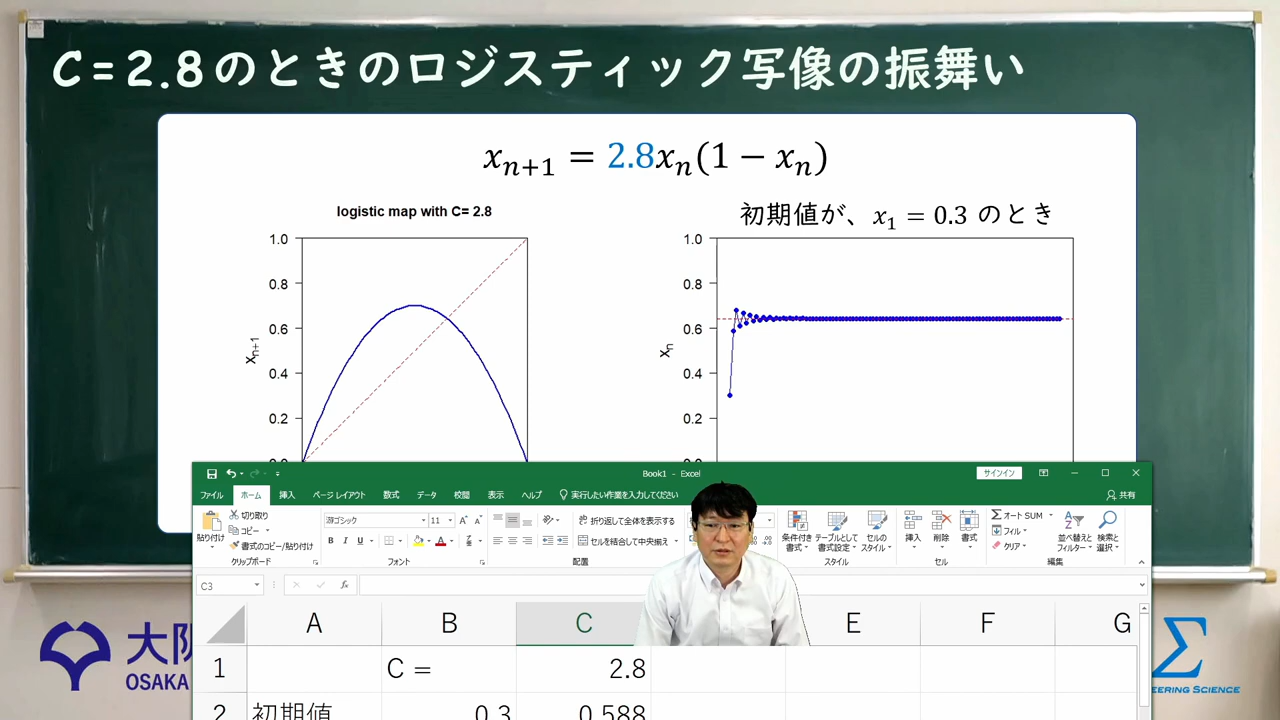 C=2.8のときのロジスティック写像の振舞い
xₙ₊₁ = 2.8xₙ(1 − xₙ)
logistic map with C= 2.8
初期値が、x₁ = 0.3 のとき
1.0
0.8
0.6
0.4
0.2
0.0
xₙ₊₁
1.0
0.8
0.6
0.4
0.2
0.0
xₙ
Book1 - Excel
サインイン
ファイル ホーム 挿入 ページ レイアウト 数式 データ 校閲 表示 ヘルプ 実行したい作業を入力してください 共有
貼り付け
切り取り
コピー
書式のコピー/貼り付け
クリップボード
游ゴシック 11
B I U
フォント
折り返して全体を表示する
セルを結合して中央揃え
配置
条件付き書式
テーブルとして書式設定
セルのスタイル
スタイル
挿入
削除
書式
セル
オート SUM
フィル
クリア
並べ替えとフィルター
検索と選択
編集
C3 fx
A B C E F G
1 C = 2.8
2 初期値 0.3 0.588
大阪
OSAKA
Σ
EERING SCIENCE